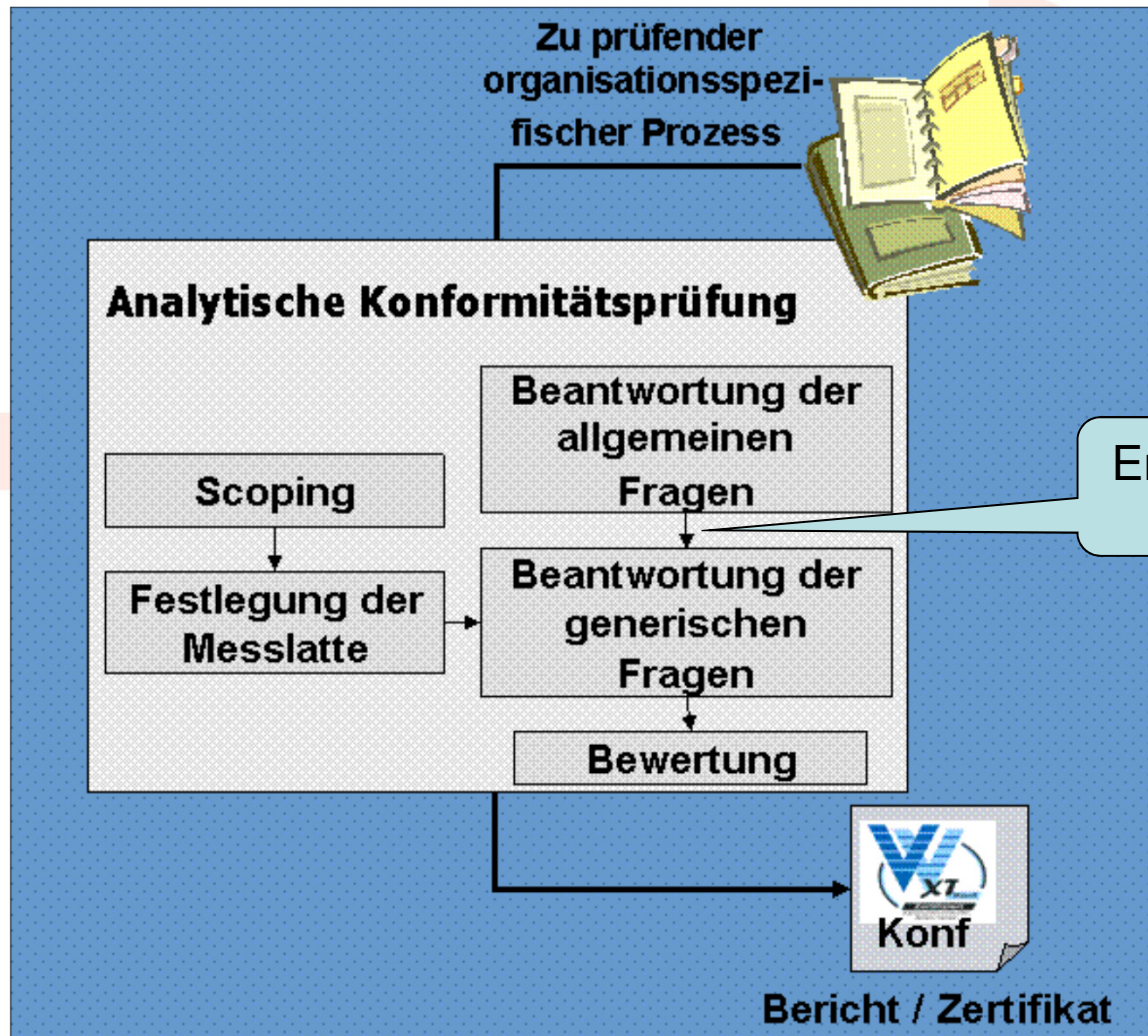 Zu prüfender
organisationsspezi-
fischer Prozess
Analytische Konformitätsprüfung
Beantwortung der
allgemeinen
Fragen
Scoping
Festlegung der
Messlatte
Beantwortung der
generischen
Fragen
Bewertung
XT
Konf
Bericht / Zertifikat